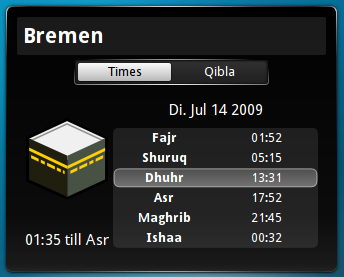 Bremen
Times Qibla
Di. Jul 14 2009
Fajr 01:52
Shuruq 05:15
Dhuhr 13:31
Asr 17:52
Maghrib 21:45
Ishaa 00:32
01:35 till Asr